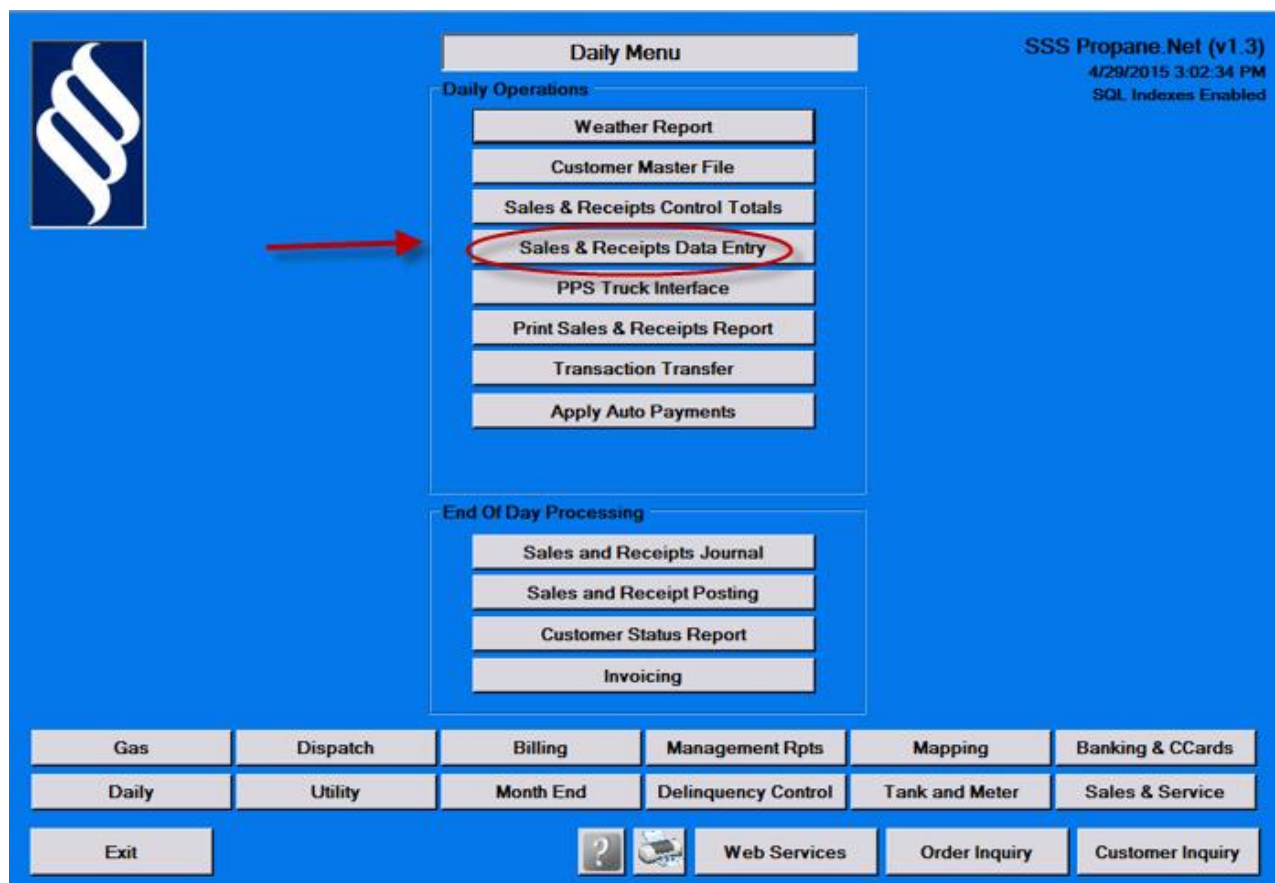 Daily Menu
SSS Propane.Net (v1.3)
4/29/2015 3:02:34 PM
SQL Indexes Enabled
Daily Operations
Weather Report
Customer Master File
Sales & Receipts Control Totals
Sales & Receipts Data Entry
PPS Truck Interface
Print Sales & Receipts Report
Transaction Transfer
Apply Auto Payments
End Of Day Processing
Sales and Receipts Journal
Sales and Receipt Posting
Customer Status Report
Invoicing
Gas Dispatch Billing Management Rpts Mapping Banking & CCards
Daily Utility Month End Delinquency Control Tank and Meter Sales & Service
Exit ? Web Services Order Inquiry Customer Inquiry